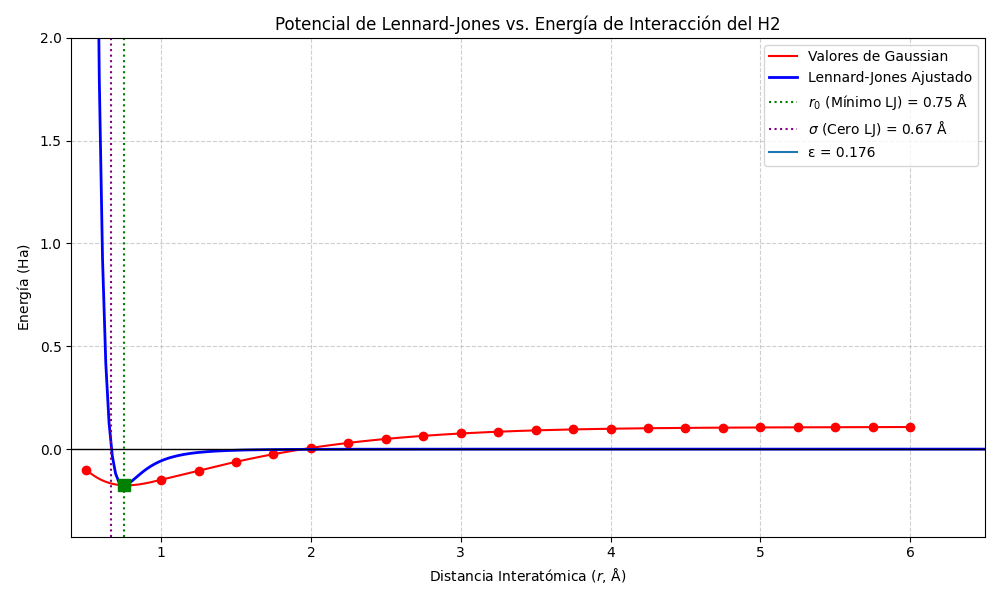 Potencial de Lennard-Jones vs. Energía de Interacción del H2
Energía (Ha)
2.0
1.5
1.0
0.5
0.0
Valores de Gaussian
Lennard-Jones Ajustado
r₀ (Mínimo LJ) = 0.75 Å
σ (Cero LJ) = 0.67 Å
ε = 0.176
1 2 3 4 5 6
Distancia Interatómica (r, Å)